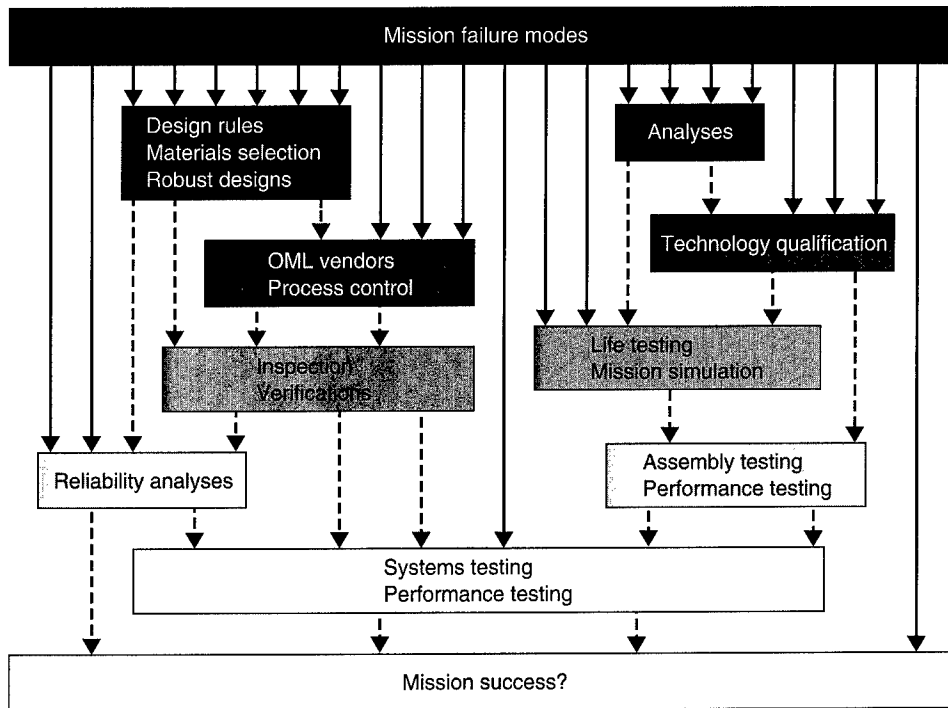 Mission failure modes
Design rules
Materials selection
Robust designs
Analyses
Technology qualification
OML vendors
Process control
Life testing
Mission simulation
Inspection
Verifications
Assembly testing
Performance testing
Reliability analyses
Systems testing
Performance testing
Mission success?